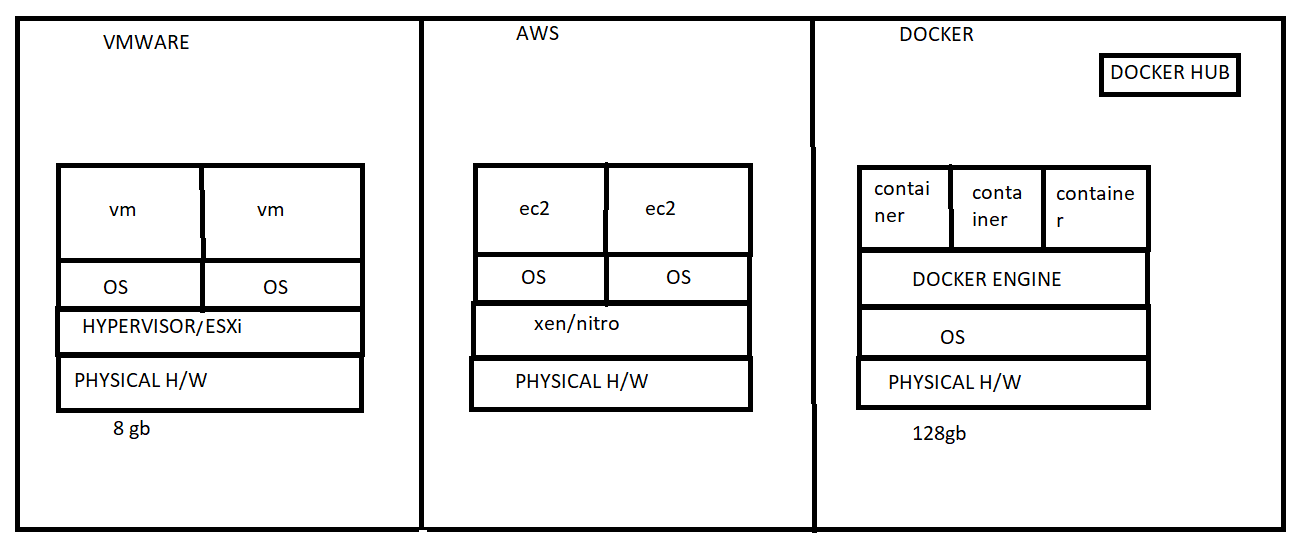 VMWARE
vm
vm
OS
OS
HYPERVISOR/ESXi
PHYSICAL H/W
8 gb
AWS
ec2
ec2
OS
OS
xen/nitro
PHYSICAL H/W
DOCKER
DOCKER HUB
contai
ner
conta
iner
containe
r
DOCKER ENGINE
OS
PHYSICAL H/W
128gb